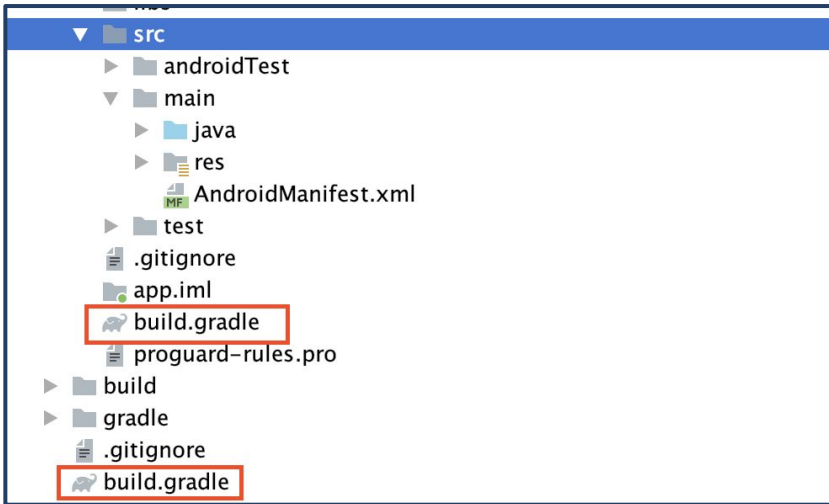 src
androidTest
main
java
res
MF AndroidManifest.xml
test
.gitignore
app.iml
build.gradle
proguard-rules.pro
build
gradle
.gitignore
build.gradle